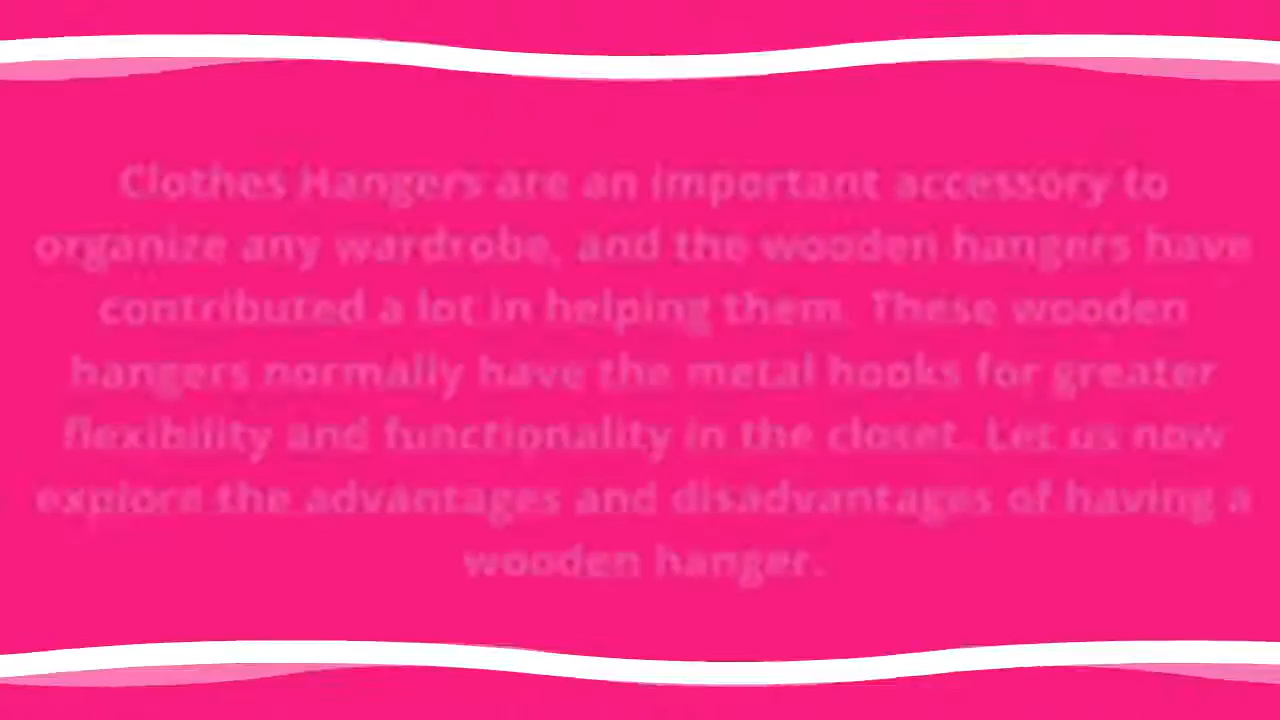 Clothes Hangers are an important accessory to
organize any wardrobe, and the wooden hangers have
contributed a lot in helping them. These wooden
hangers normally have the metal hooks for greater
flexibility and functionality in the closet. Let us now
explore the advantages and disadvantages of having a
wooden hanger.